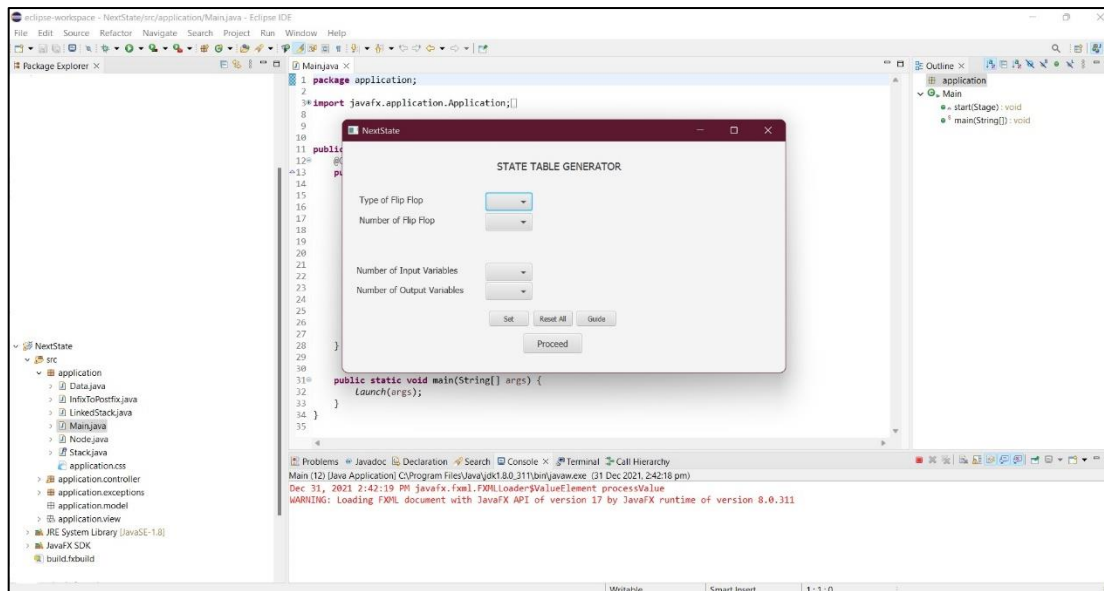 eclipse-workspace - NextState/src/application/Main.java - Eclipse IDE
File Edit Source Refactor Navigate Search Project Run Window Help
Package Explorer
NextState
src
application
Data.java
InfixToPostfix.java
LinkedStack.java
Main.java
Node.java
Stack.java
application.css
application.controller
application.exceptions
application.model
application.view
JRE System Library [JavaSE-1.8]
JavaFX SDK
build.fxbuild
Main.java
1 package application;
2
3 import javafx.application.Application;
8
9
10
11 public
12
13 pu
14
15
16
17
18
19
20
21
22
23
24
25
26
27
28 }
29
30
31 public static void main(String[] args) {
32 launch(args);
33 }
34 }
35
NextState
STATE TABLE GENERATOR
Type of Flip Flop
Number of Flip Flop
Number of Input Variables
Number of Output Variables
Set Reset All Guide
Proceed
Outline
application
Main
start(Stage) : void
main(String[]) : void
Problems Javadoc Declaration Search Console Terminal Call Hierarchy
Main (12) [Java Application] C:\Program Files\Java\jdk1.8.0_311\bin\javaw.exe (31 Dec 2021, 2:42:18 pm)
Dec 31, 2021 2:42:19 PM javafx.fxml.FXMLLoader$ValueElement processValue
WARNING: Loading FXML document with JavaFX API of version 17 by JavaFX runtime of version 8.0.311
Writable Smart Insert 1 : 1 : 0